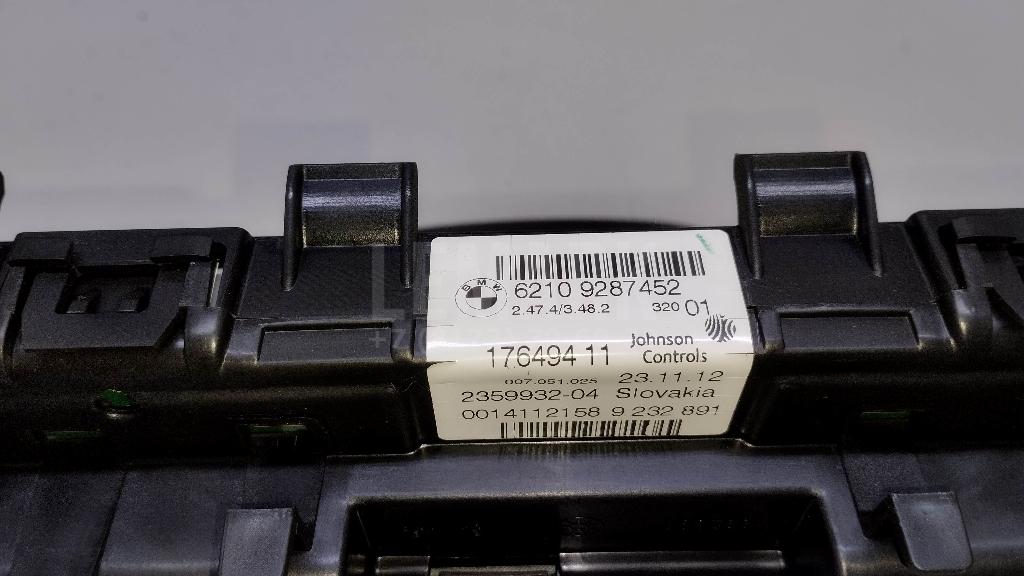 BMW
6210 9287452
2.47.4/3.48.2 320 01
176494 11 Johnson Controls
007.051.025 23.11.12
2359932-04 Slovakia
0014112158 9 232 891